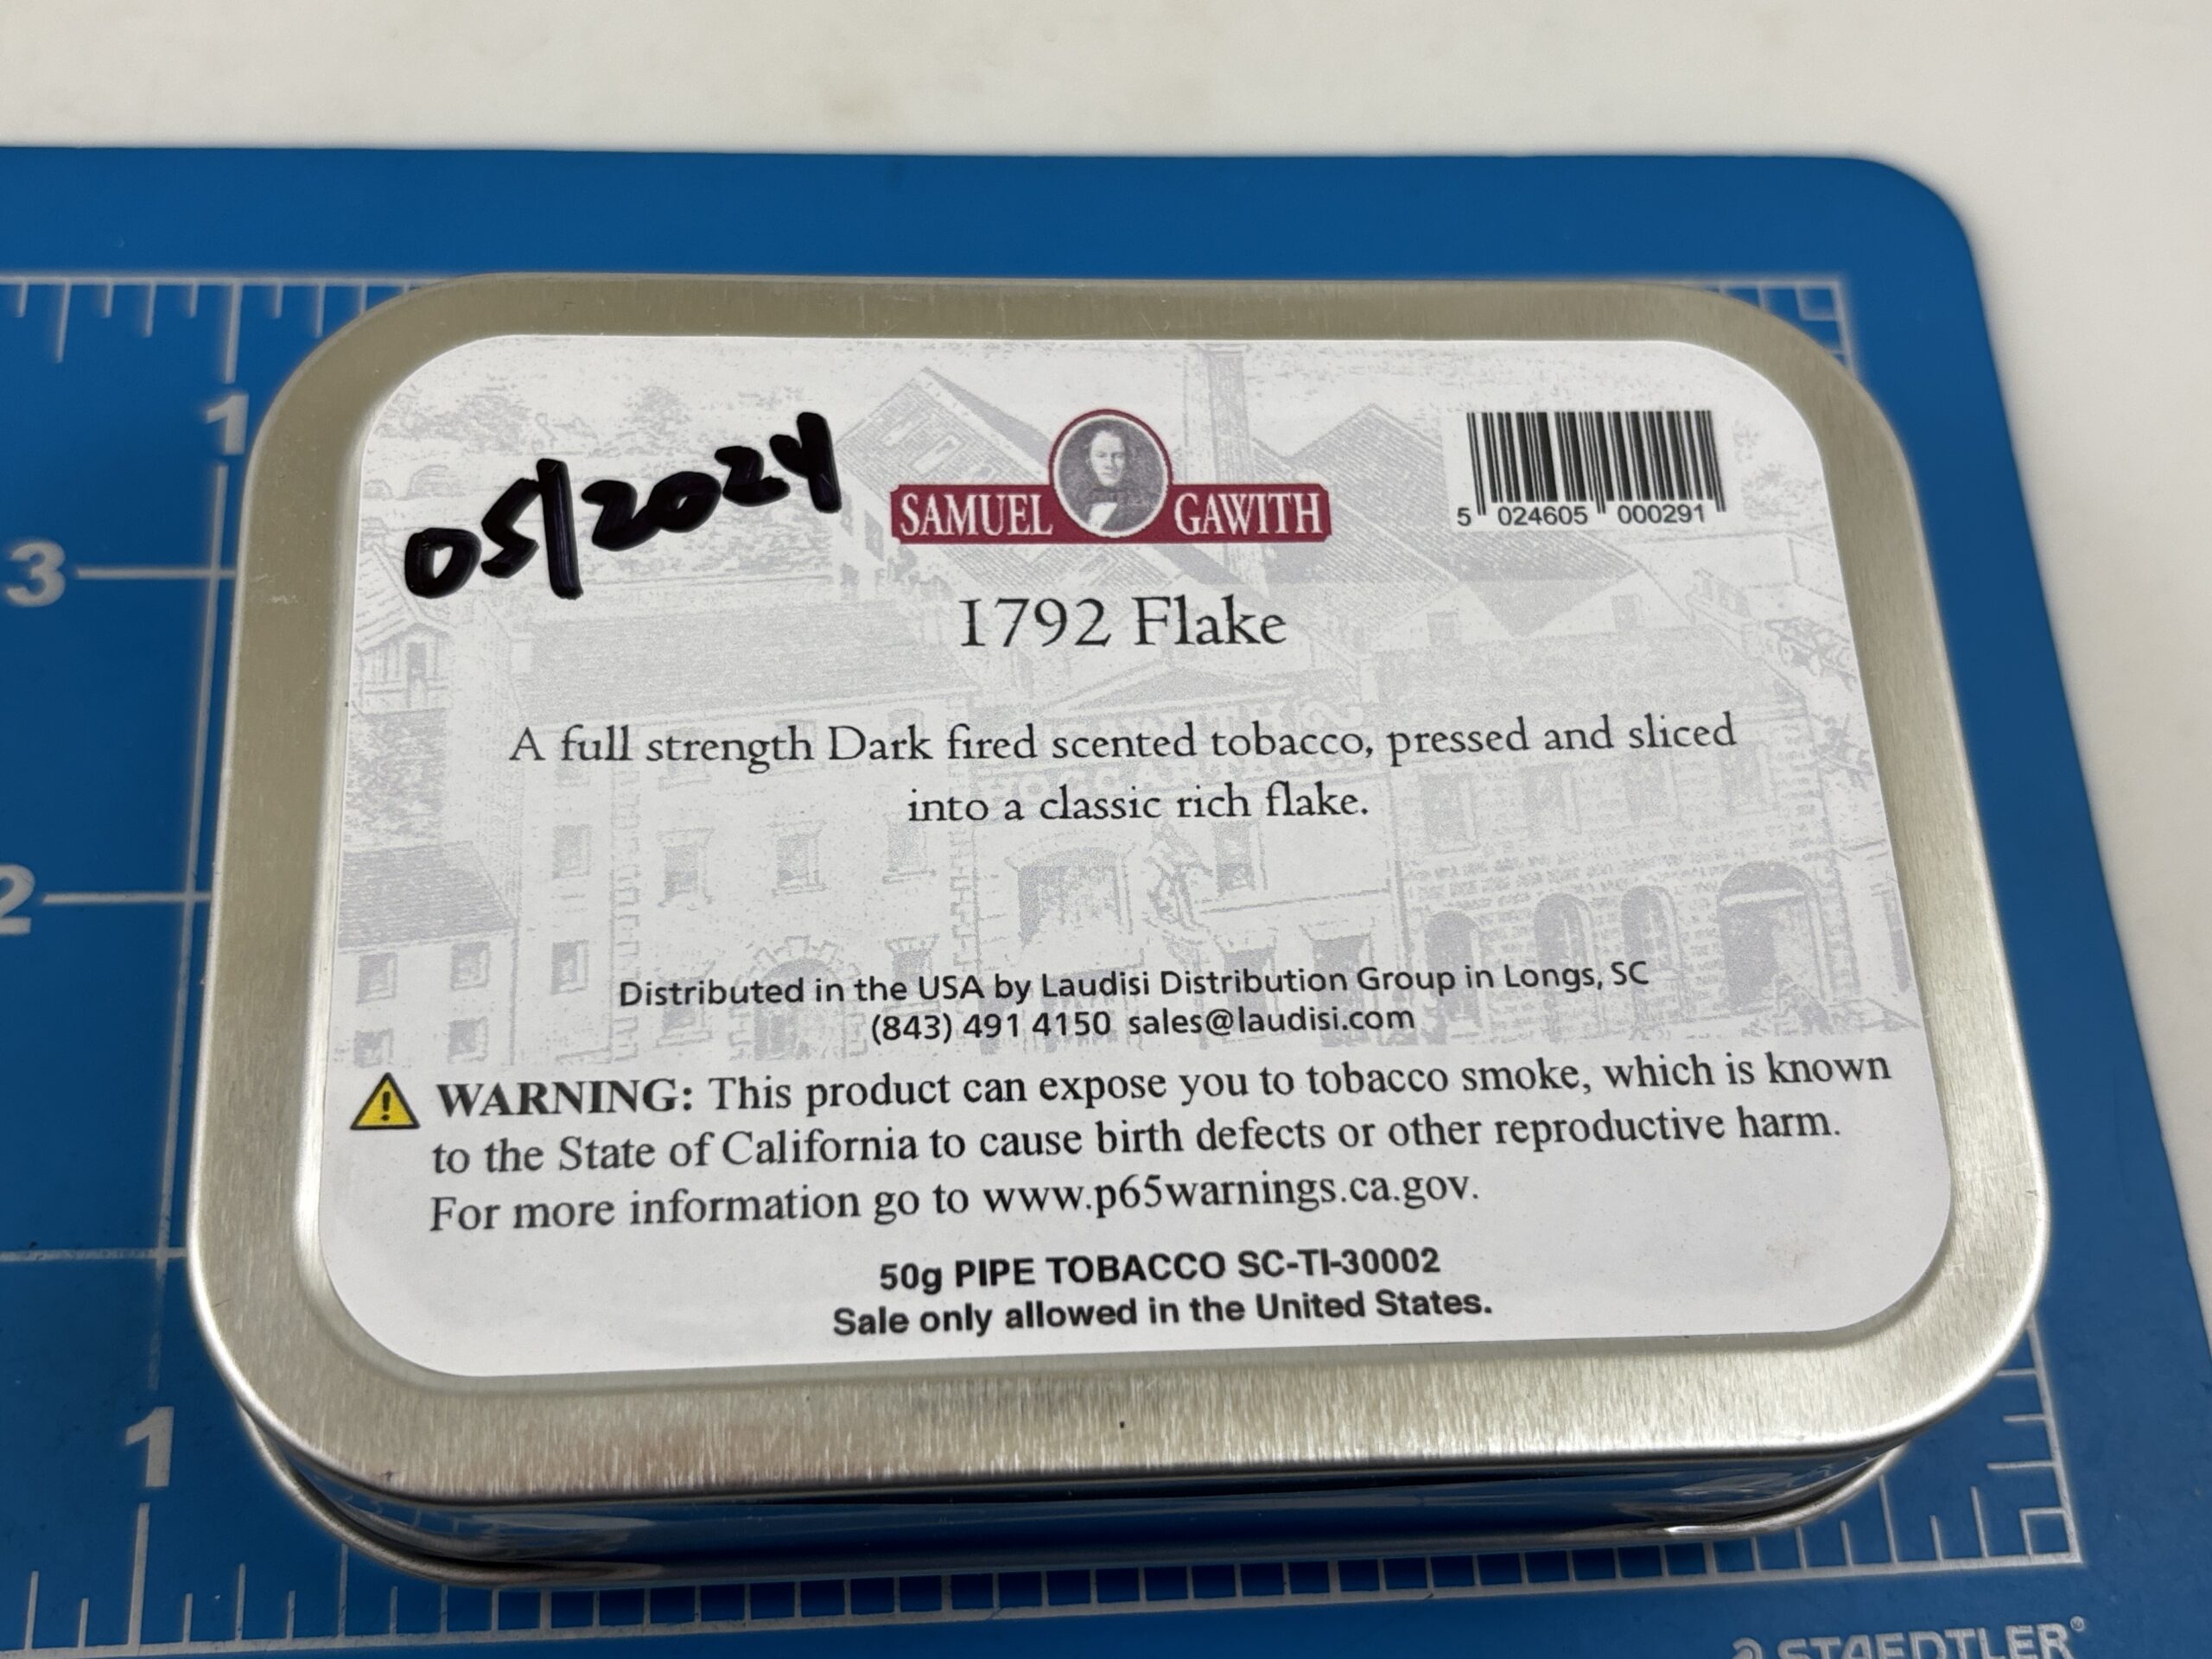 05/2024
SAMUEL GAWITH
5 024605 000291
1792 Flake
A full strength Dark fired scented tobacco, pressed and sliced
into a classic rich flake.
Distributed in the USA by Laudisi Distribution Group in Longs, SC
(843) 491 4150 sales@laudisi.com
WARNING: This product can expose you to tobacco smoke, which is known
to the State of California to cause birth defects or other reproductive harm.
For more information go to www.p65warnings.ca.gov.
50g PIPE TOBACCO SC-TI-30002
Sale only allowed in the United States.
1
3
2
1
STAEDTLER®